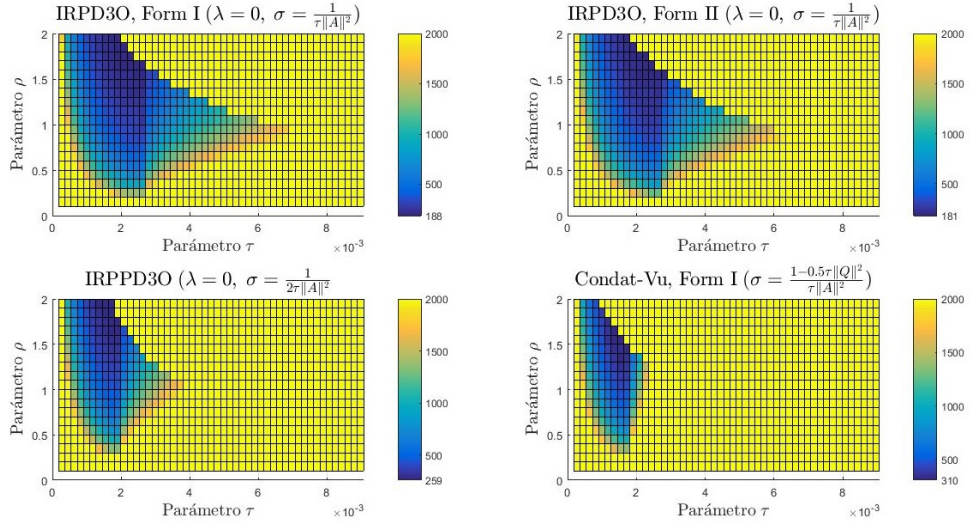 IRPD3O, Form I (λ = 0, σ = 1/(τ‖A‖²))
IRPD3O, Form II (λ = 0, σ = 1/(τ‖A‖²))
Parámetro ρ
2
1.5
1
0.5
0
0 2 4 6 8
×10⁻³
Parámetro τ
2000
1500
1000
500
188
Parámetro ρ
2
1.5
1
0.5
0
0 2 4 6 8
×10⁻³
Parámetro τ
2000
1500
1000
500
181
IRPPD3O (λ = 0, σ = 1/(2τ‖A‖²)
Condat-Vu, Form I (σ = (1−0.5τ‖Q‖²)/(τ‖A‖²))
Parámetro ρ
2
1.5
1
0.5
0
0 2 4 6 8
×10⁻³
Parámetro τ
2000
1500
1000
500
259
Parámetro ρ
2
1.5
1
0.5
0
0 2 4 6 8
×10⁻³
Parámetro τ
2000
1500
1000
500
310